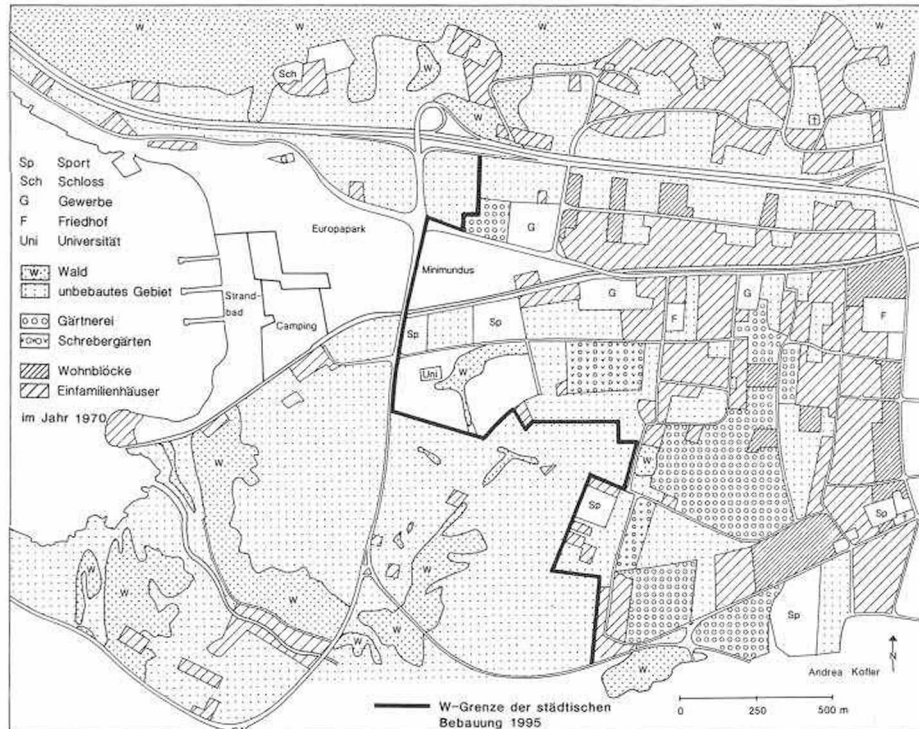 W W W W W
Sch
W
W
G
Sp Sport
Sch Schloss
G Gewerbe
F Friedhof
Uni Universität
W Wald
unbebautes Gebiet
Gärtnerei
Schrebergärten
Wohnblöcke
Einfamilienhäuser
im Jahr 1970
Europapark
G
Minimundus
Strand-
bad
Camping
G
G
F
F
Sp
Sp
Uni
W
W
W
Sp
Sp
W
W
W
W
W
W
W
Sp
N
Andrea Kofler
W-Grenze der städtischen
Bebauung 1995
0 250 500 m